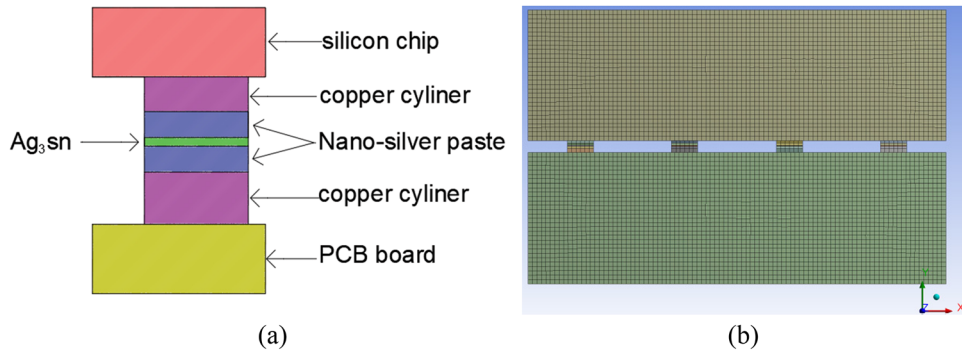 silicon chip
copper cyliner
Ag₃sn
Nano-silver paste
copper cyliner
PCB board
Y
Z
X
(a)
(b)